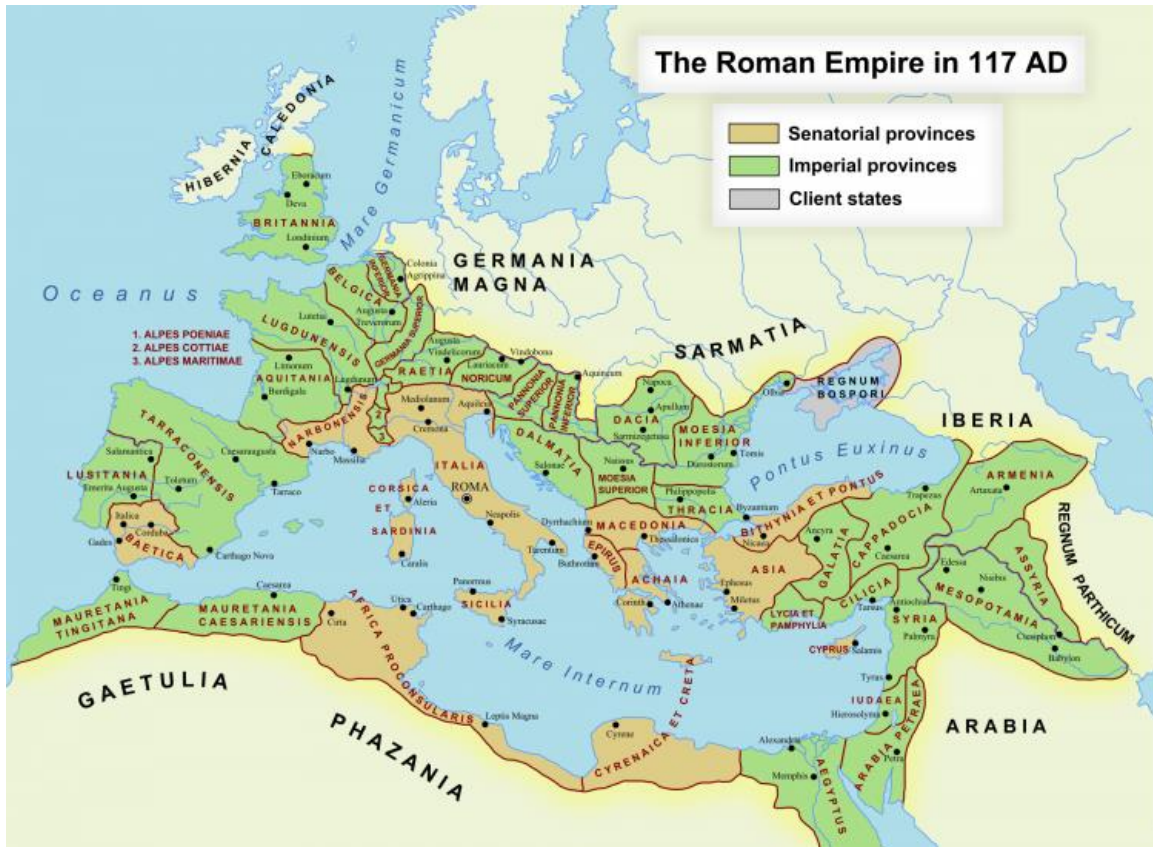 The Roman Empire in 117 AD
Senatorial provinces
Imperial provinces
Client states
HIBERNIA
CALEDONIA
Mare Germanicum
Oceanus
Eboracum
Deva
BRITANNIA
Londinium
GERMANIA
MAGNA
SARMATIA
REGNUM
BOSPORI
IBERIA
Pontus Euxinus
REGNUM PARTHICUM
1. ALPES POENIAE
2. ALPES COTTIAE
3. ALPES MARITIMAE
GERMANIA
INFERIOR
Colonia
Agrippina
BELGICA
Augusta
Treverorum
Lutetia
LUGDUNENSIS
GERMANIA SUPERIOR
Augusta
Vindelicorum
Lauriacum
Vindobona
Aquincum
RAETIA
NORICUM
PANNONIA
SUPERIOR
PANNONIA
INFERIOR
Limonum
AQUITANIA
Burdigala
Lugdunum
NARBONENSIS
Narbo
Massilia
1
2
3
Mediolanum
Cremona
Aquileia
ITALIA
ROMA
Neapolis
Tarentum
DALMATIA
Salonae
Napoca
Apulum
DACIA
Sarmizegetusa
MOESIA
INFERIOR
Olbia
Tomis
Durostorum
Naissus
MOESIA
SUPERIOR
Philippopolis
THRACIA
Byzantium
TARRACONENSIS
Salamantica
Caesaraugusta
LUSITANIA
Toletum
Emerita Augusta
Tarraco
Italica
Corduba
Gades
BAETICA
Carthago Nova
CORSICA
ET
SARDINIA
Aleria
Caralis
Dyrrhachium
MACEDONIA
Thessalonica
EPIRUS
Buthrotum
ACHAIA
Corinth
Athenae
BITHYNIA ET PONTUS
Nicaea
Ancyra
Trapezus
GALATIA
CAPPADOCIA
Caesarea
ASIA
Ephesus
Miletus
LYCIA ET
PAMPHYLIA
CILICIA
Tarsus
ARMENIA
Artaxata
ASSYRIA
Edessa
Nisibis
MESOPOTAMIA
Ctesiphon
Babylon
Antiochia
SYRIA
Palmyra
CYPRUS
Salamis
Tyrus
IUDAEA
Hierosolyma
ARABIA PETRAEA
Petra
ARABIA
Tingi
MAURETANIA
TINGITANA
Caesarea
MAURETANIA
CAESARIENSIS
Cirta
Utica
Carthago
AFRICA PROCONSULARIS
Panormus
SICILIA
Syracusae
Mare Internum
Leptis Magna
Cyrene
CYRENAICA ET CRETA
Alexandria
Memphis
AEGYPTUS
GAETULIA
PHAZANIA